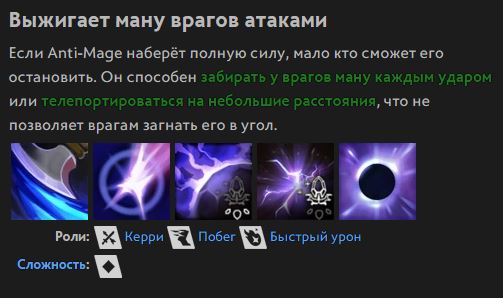 Выжигает ману врагов атаками
Если Anti-Mage наберёт полную силу, мало кто сможет его
остановить. Он способен забирать у врагов ману каждым ударом
или телепортироваться на небольшие расстояния, что не
позволяет врагам загнать его в угол.
Роли: Керри Побег Быстрый урон
Сложность: